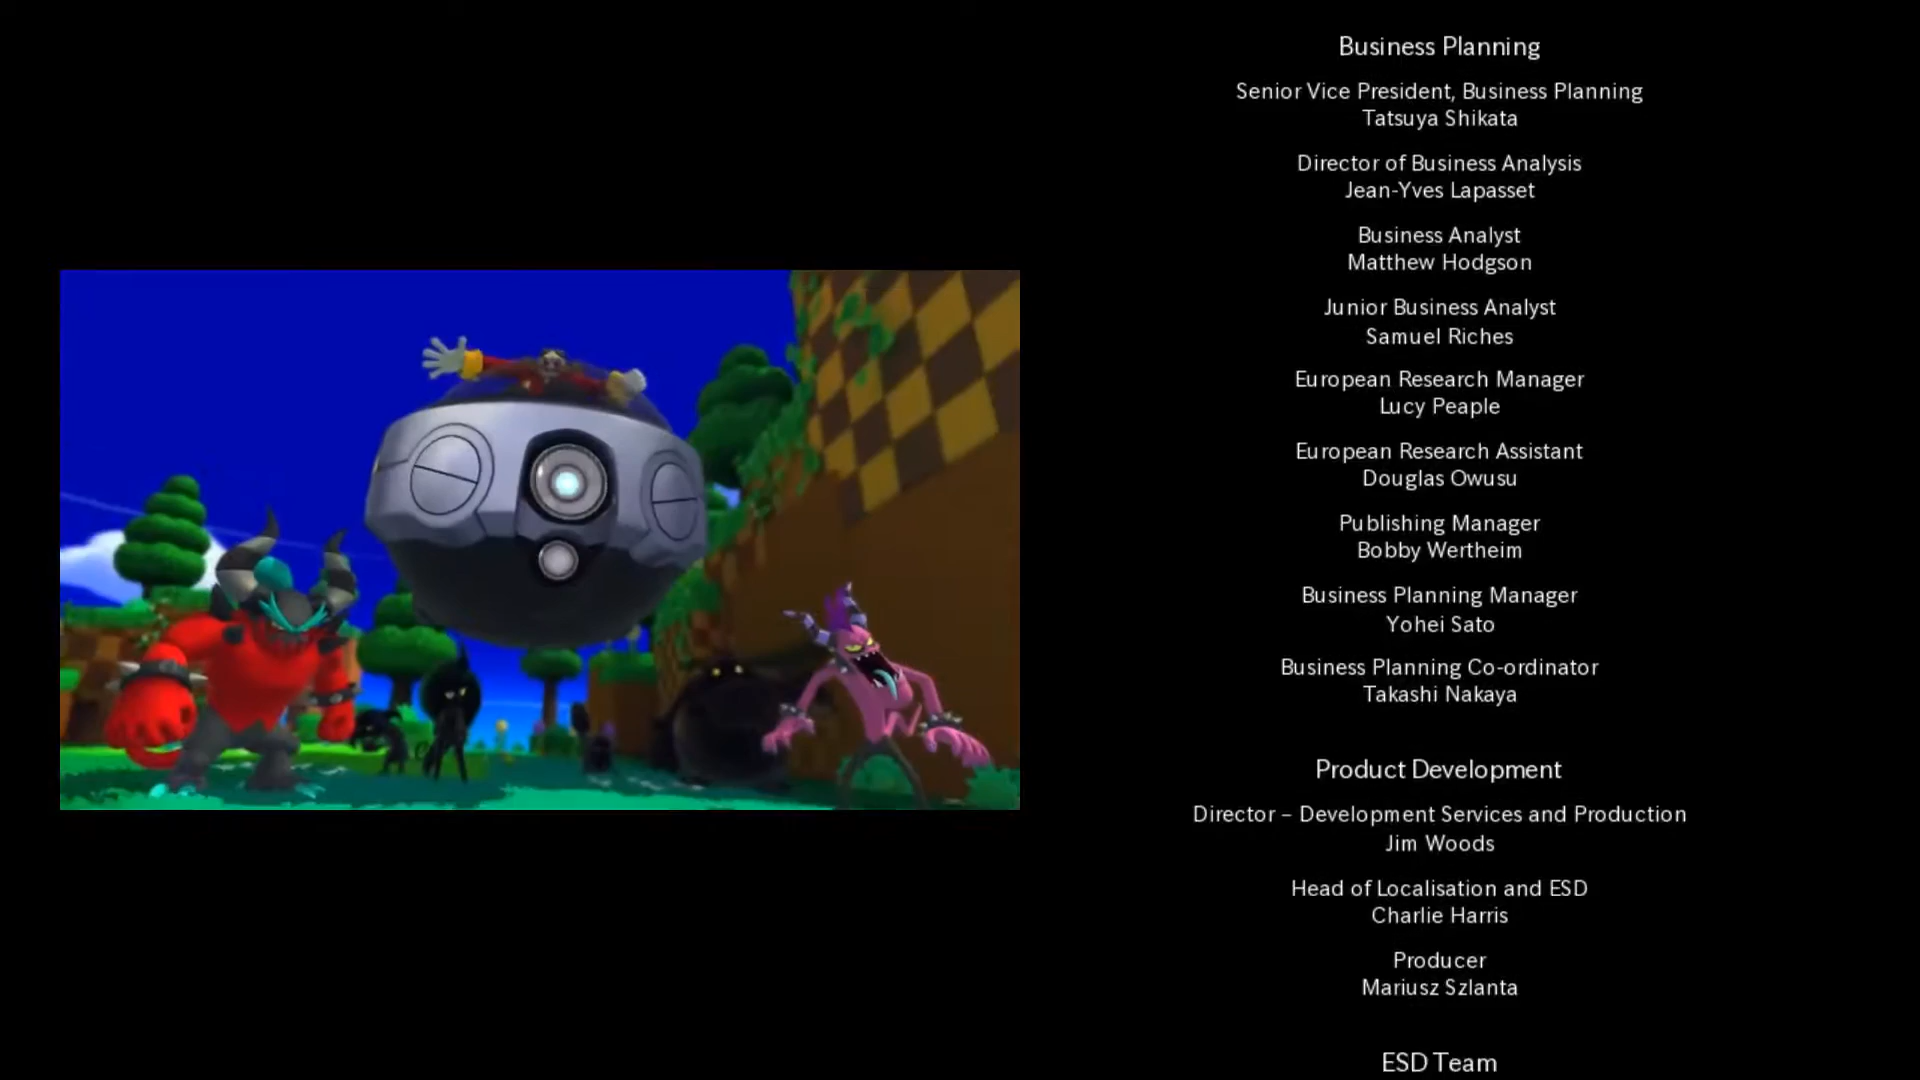 Business Planning
Senior Vice President, Business Planning
Tatsuya Shikata
Director of Business Analysis
Jean-Yves Lapasset
Business Analyst
Matthew Hodgson
Junior Business Analyst
Samuel Riches
European Research Manager
Lucy Peaple
European Research Assistant
Douglas Owusu
Publishing Manager
Bobby Wertheim
Business Planning Manager
Yohei Sato
Business Planning Co-ordinator
Takashi Nakaya
Product Development
Director – Development Services and Production
Jim Woods
Head of Localisation and ESD
Charlie Harris
Producer
Mariusz Szlanta
ESD Team